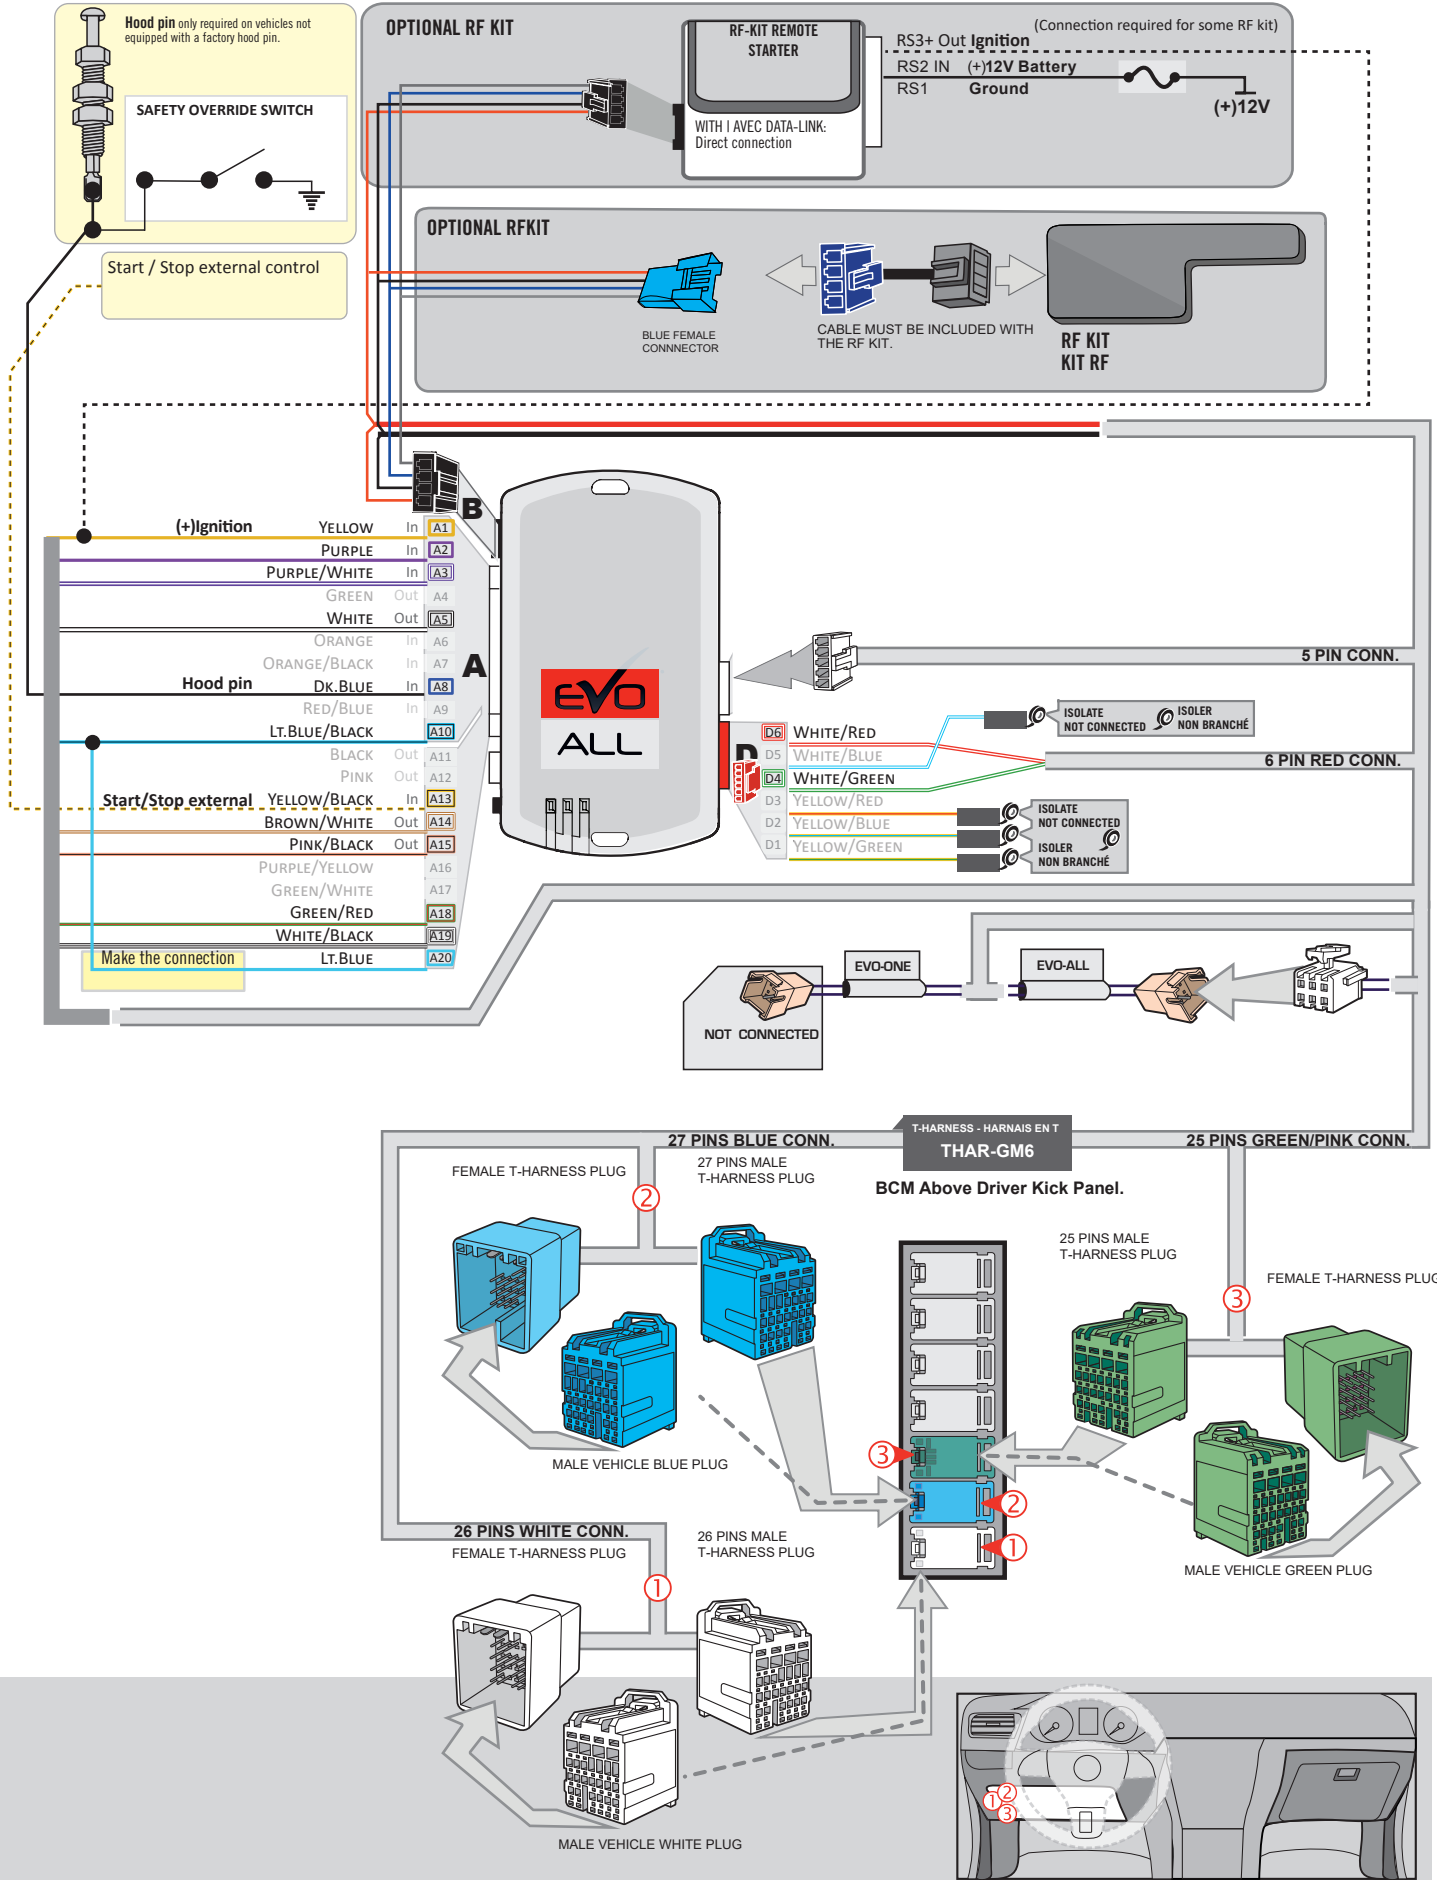 Hood pin only required on vehicles not
equipped with a factory hood pin.
SAFETY OVERRIDE SWITCH
Start / Stop external control
OPTIONAL RF KIT
RF-KIT REMOTE
STARTER
WITH | AVEC DATA-LINK:
Direct connection
(Connection required for some RF kit)
RS3+ Out Ignition
RS2 IN (+)12V Battery
RS1 Ground
(+)12V
OPTIONAL RFKIT
BLUE FEMALE
CONNNECTOR
CABLE MUST BE INCLUDED WITH
THE RF KIT.
RF KIT
KIT RF
B
A
(+)Ignition YELLOW In A1
PURPLE In A2
PURPLE/WHITE In A3
GREEN Out A4
WHITE Out A5
ORANGE In A6
ORANGE/BLACK In A7
Hood pin DK.BLUE In A8
RED/BLUE In A9
LT.BLUE/BLACK A10
BLACK Out A11
PINK Out A12
Start/Stop external YELLOW/BLACK In A13
BROWN/WHITE Out A14
PINK/BLACK Out A15
PURPLE/YELLOW A16
GREEN/WHITE A17
GREEN/RED A18
WHITE/BLACK A19
Make the connection LT.BLUE A20
EVO
ALL
5 PIN CONN.
D
D6 WHITE/RED
D5 WHITE/BLUE
D4 WHITE/GREEN
D3 YELLOW/RED
D2 YELLOW/BLUE
D1 YELLOW/GREEN
ISOLATE
NOT CONNECTED
ISOLER
NON BRANCHÉ
6 PIN RED CONN.
ISOLATE
NOT CONNECTED
ISOLER
NON BRANCHÉ
EVO-ONE
EVO-ALL
NOT CONNECTED
T-HARNESS - HARNAIS EN T
THAR-GM6
27 PINS BLUE CONN.
25 PINS GREEN/PINK CONN.
BCM Above Driver Kick Panel.
FEMALE T-HARNESS PLUG
27 PINS MALE
T-HARNESS PLUG
2
25 PINS MALE
T-HARNESS PLUG
FEMALE T-HARNESS PLUG
3
MALE VEHICLE BLUE PLUG
3
2
1
MALE VEHICLE GREEN PLUG
26 PINS WHITE CONN.
FEMALE T-HARNESS PLUG
26 PINS MALE
T-HARNESS PLUG
1
MALE VEHICLE WHITE PLUG
1
2
3